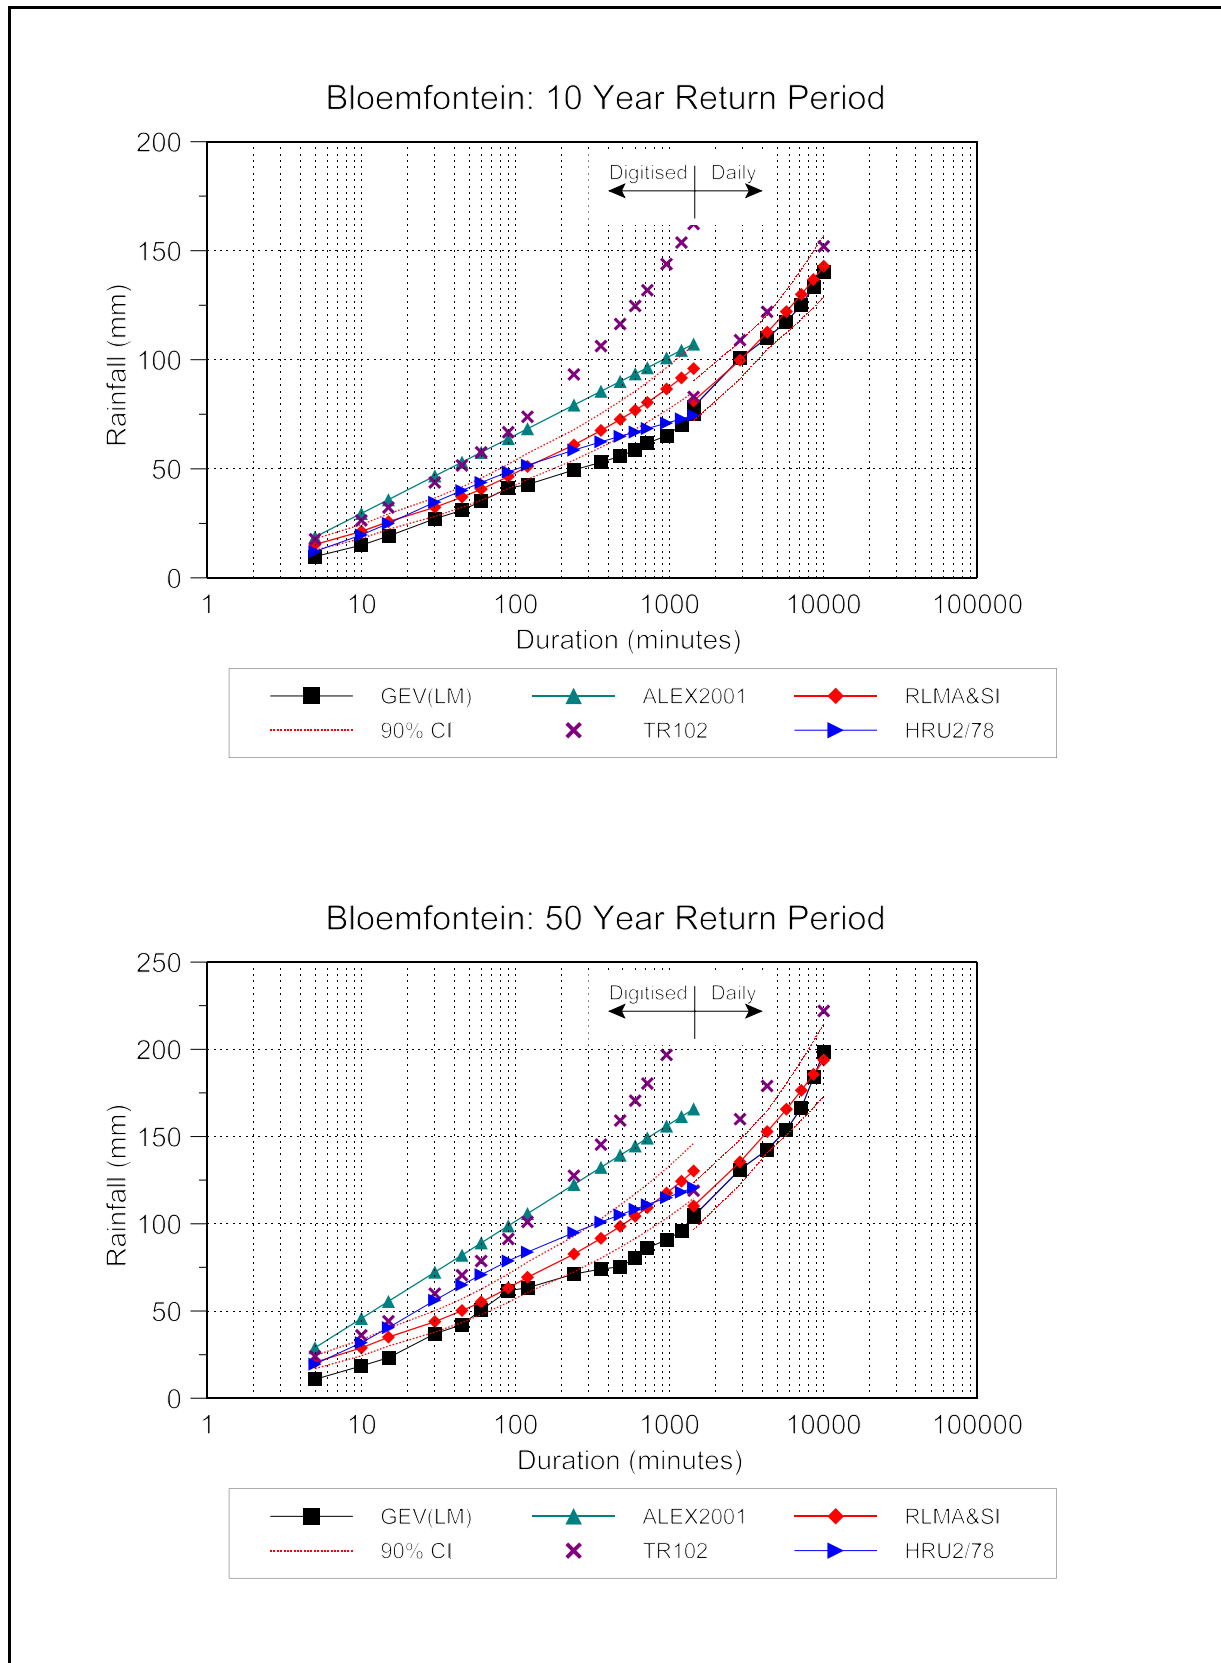 Bloemfontein: 10 Year Return Period
200
150
100
50
0
Rainfall (mm)
Digitised Daily
1 10 100 1000 10000 100000
Duration (minutes)
GEV(LM) ALEX2001 RLMA&SI
90% CI TR102 HRU2/78
Bloemfontein: 50 Year Return Period
250
200
150
100
50
0
Rainfall (mm)
Digitised Daily
1 10 100 1000 10000 100000
Duration (minutes)
GEV(LM) ALEX2001 RLMA&SI
90% CI TR102 HRU2/78